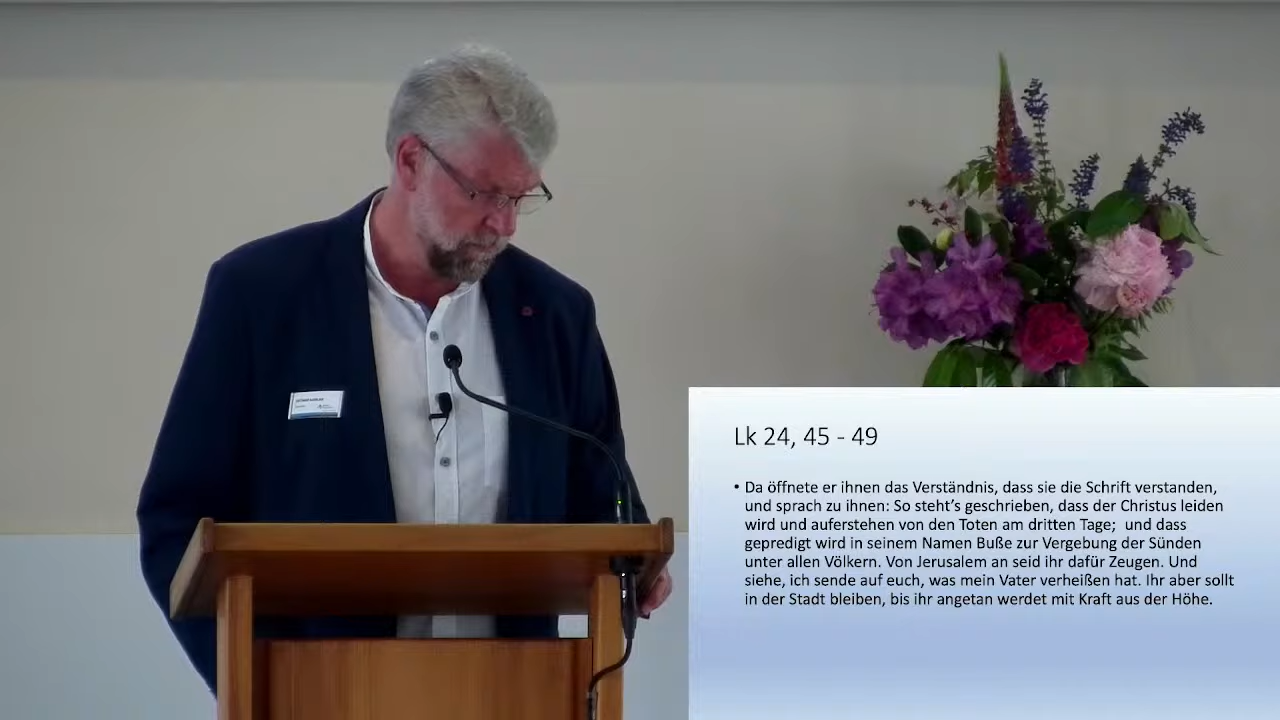 Lk 24, 45 - 49
• Da öffnete er ihnen das Verständnis, dass sie die Schrift verstanden,
und sprach zu ihnen: So steht’s geschrieben, dass der Christus leiden
wird und auferstehen von den Toten am dritten Tage;  und dass
gepredigt wird in seinem Namen Buße zur Vergebung der Sünden
unter allen Völkern. Von Jerusalem an seid ihr dafür Zeugen. Und
siehe, ich sende auf euch, was mein Vater verheißen hat. Ihr aber sollt
in der Stadt bleiben, bis ihr angetan werdet mit Kraft aus der Höhe.